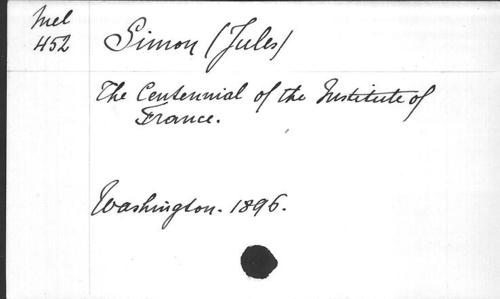 Mel
452
Simon (Jules)
The Centennial of the Institute of
France.
Washington. 1896.